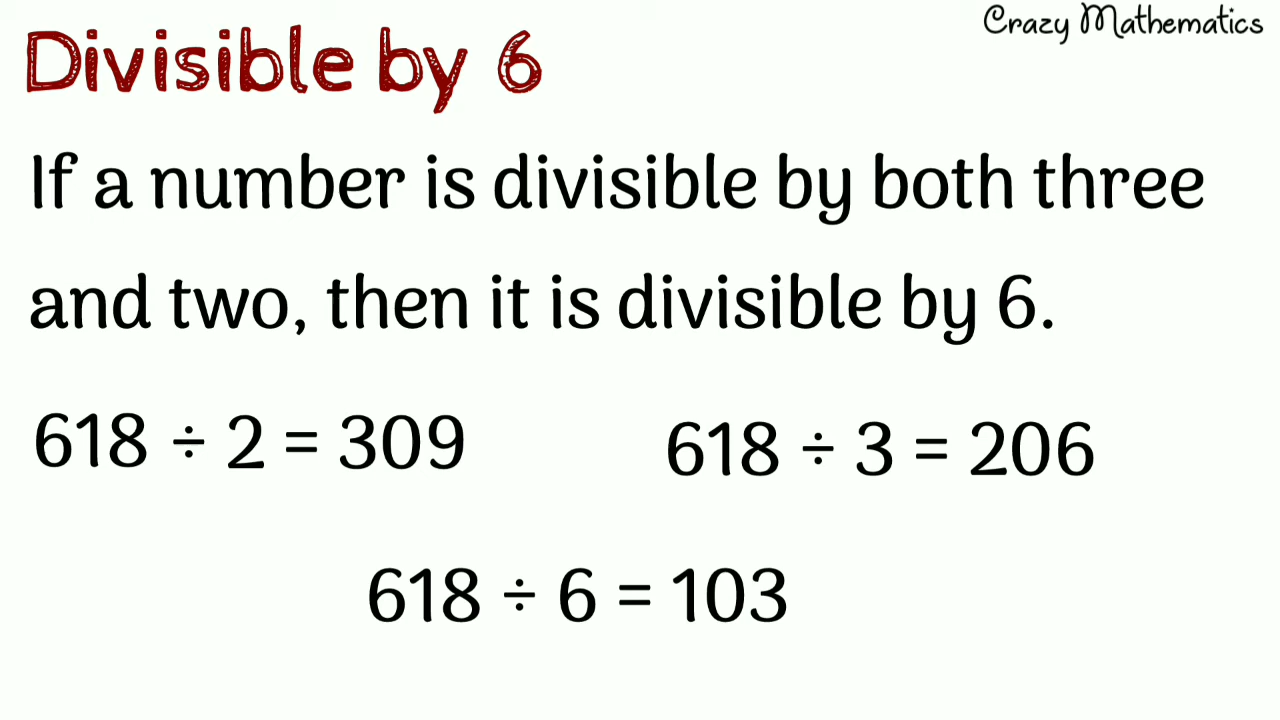 Crazy Mathematics
Divisible by 6
If a number is divisible by both three
and two, then it is divisible by 6.
618 ÷ 2 = 309
618 ÷ 3 = 206
618 ÷ 6 = 103